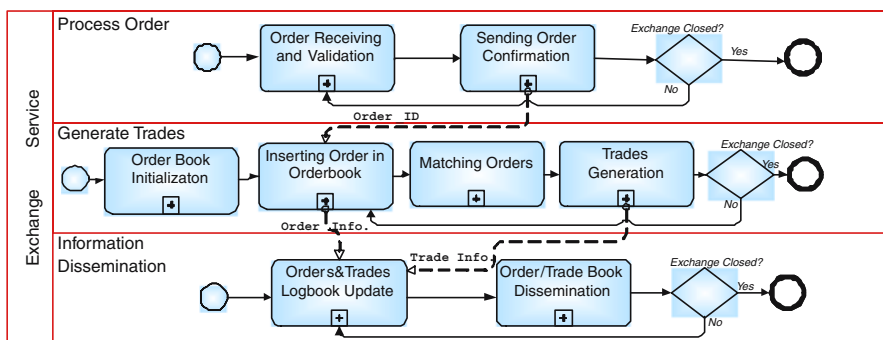 Exchange Service
Process Order
Order Receiving
and Validation
Sending Order
Confirmation
Exchange Closed?
Yes
No
Order ID
Generate Trades
Order Book
Initializaton
Inserting Order in
Orderbook
Matching Orders
Trades
Generation
Exchange Closed?
Yes
No
Order Info.
Trade Info.
Information
Dissemination
Orders&Trades
Logbook Update
Order/Trade Book
Dissemination
Exchange Closed?
Yes
No